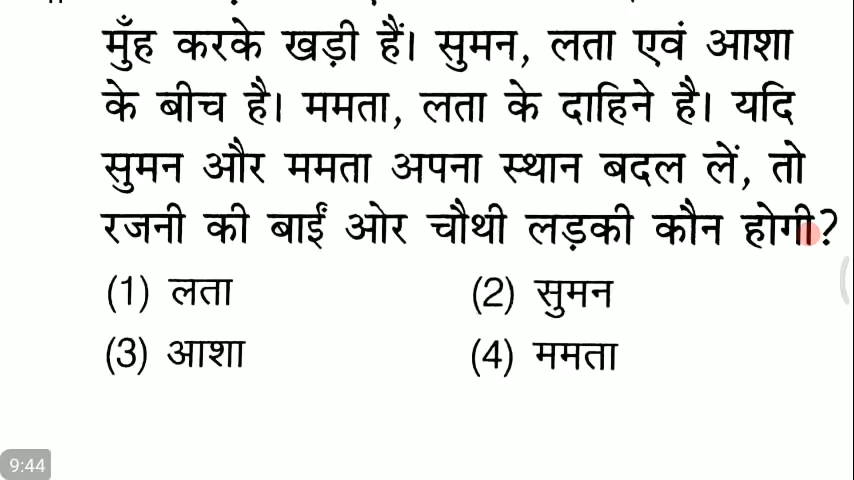 मुँह करके खड़ी हैं। सुमन, लता एवं आशा
के बीच है। ममता, लता के दाहिने है। यदि
सुमन और ममता अपना स्थान बदल लें, तो
रजनी की बाईं ओर चौथी लड़की कौन होगी?
(1) लता (2) सुमन
(3) आशा (4) ममता
9:44